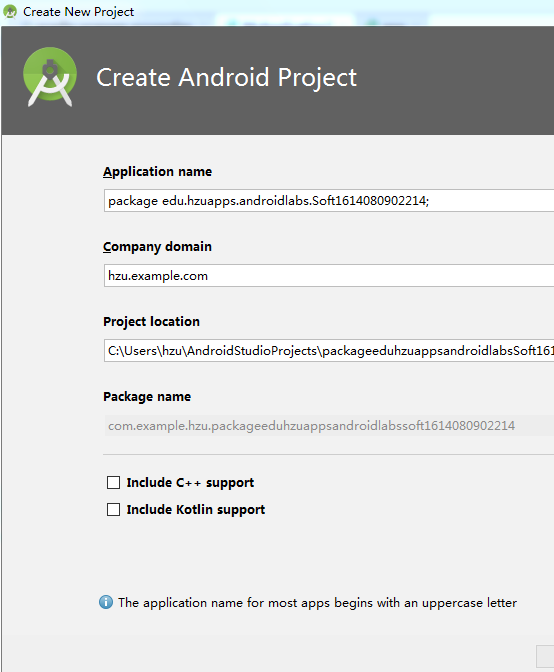 Create New Project
Create Android Project
Application name
package edu.hzuapps.androidlabs.Soft1614080902214;
Company domain
hzu.example.com
Project location
C:\Users\hzu\AndroidStudioProjects\packageeduhzuappsandroidlabsSoft161
Package name
com.example.hzu.packageeduhzuappsandroidlabssoft1614080902214
Include C++ support
Include Kotlin support
The application name for most apps begins with an uppercase letter